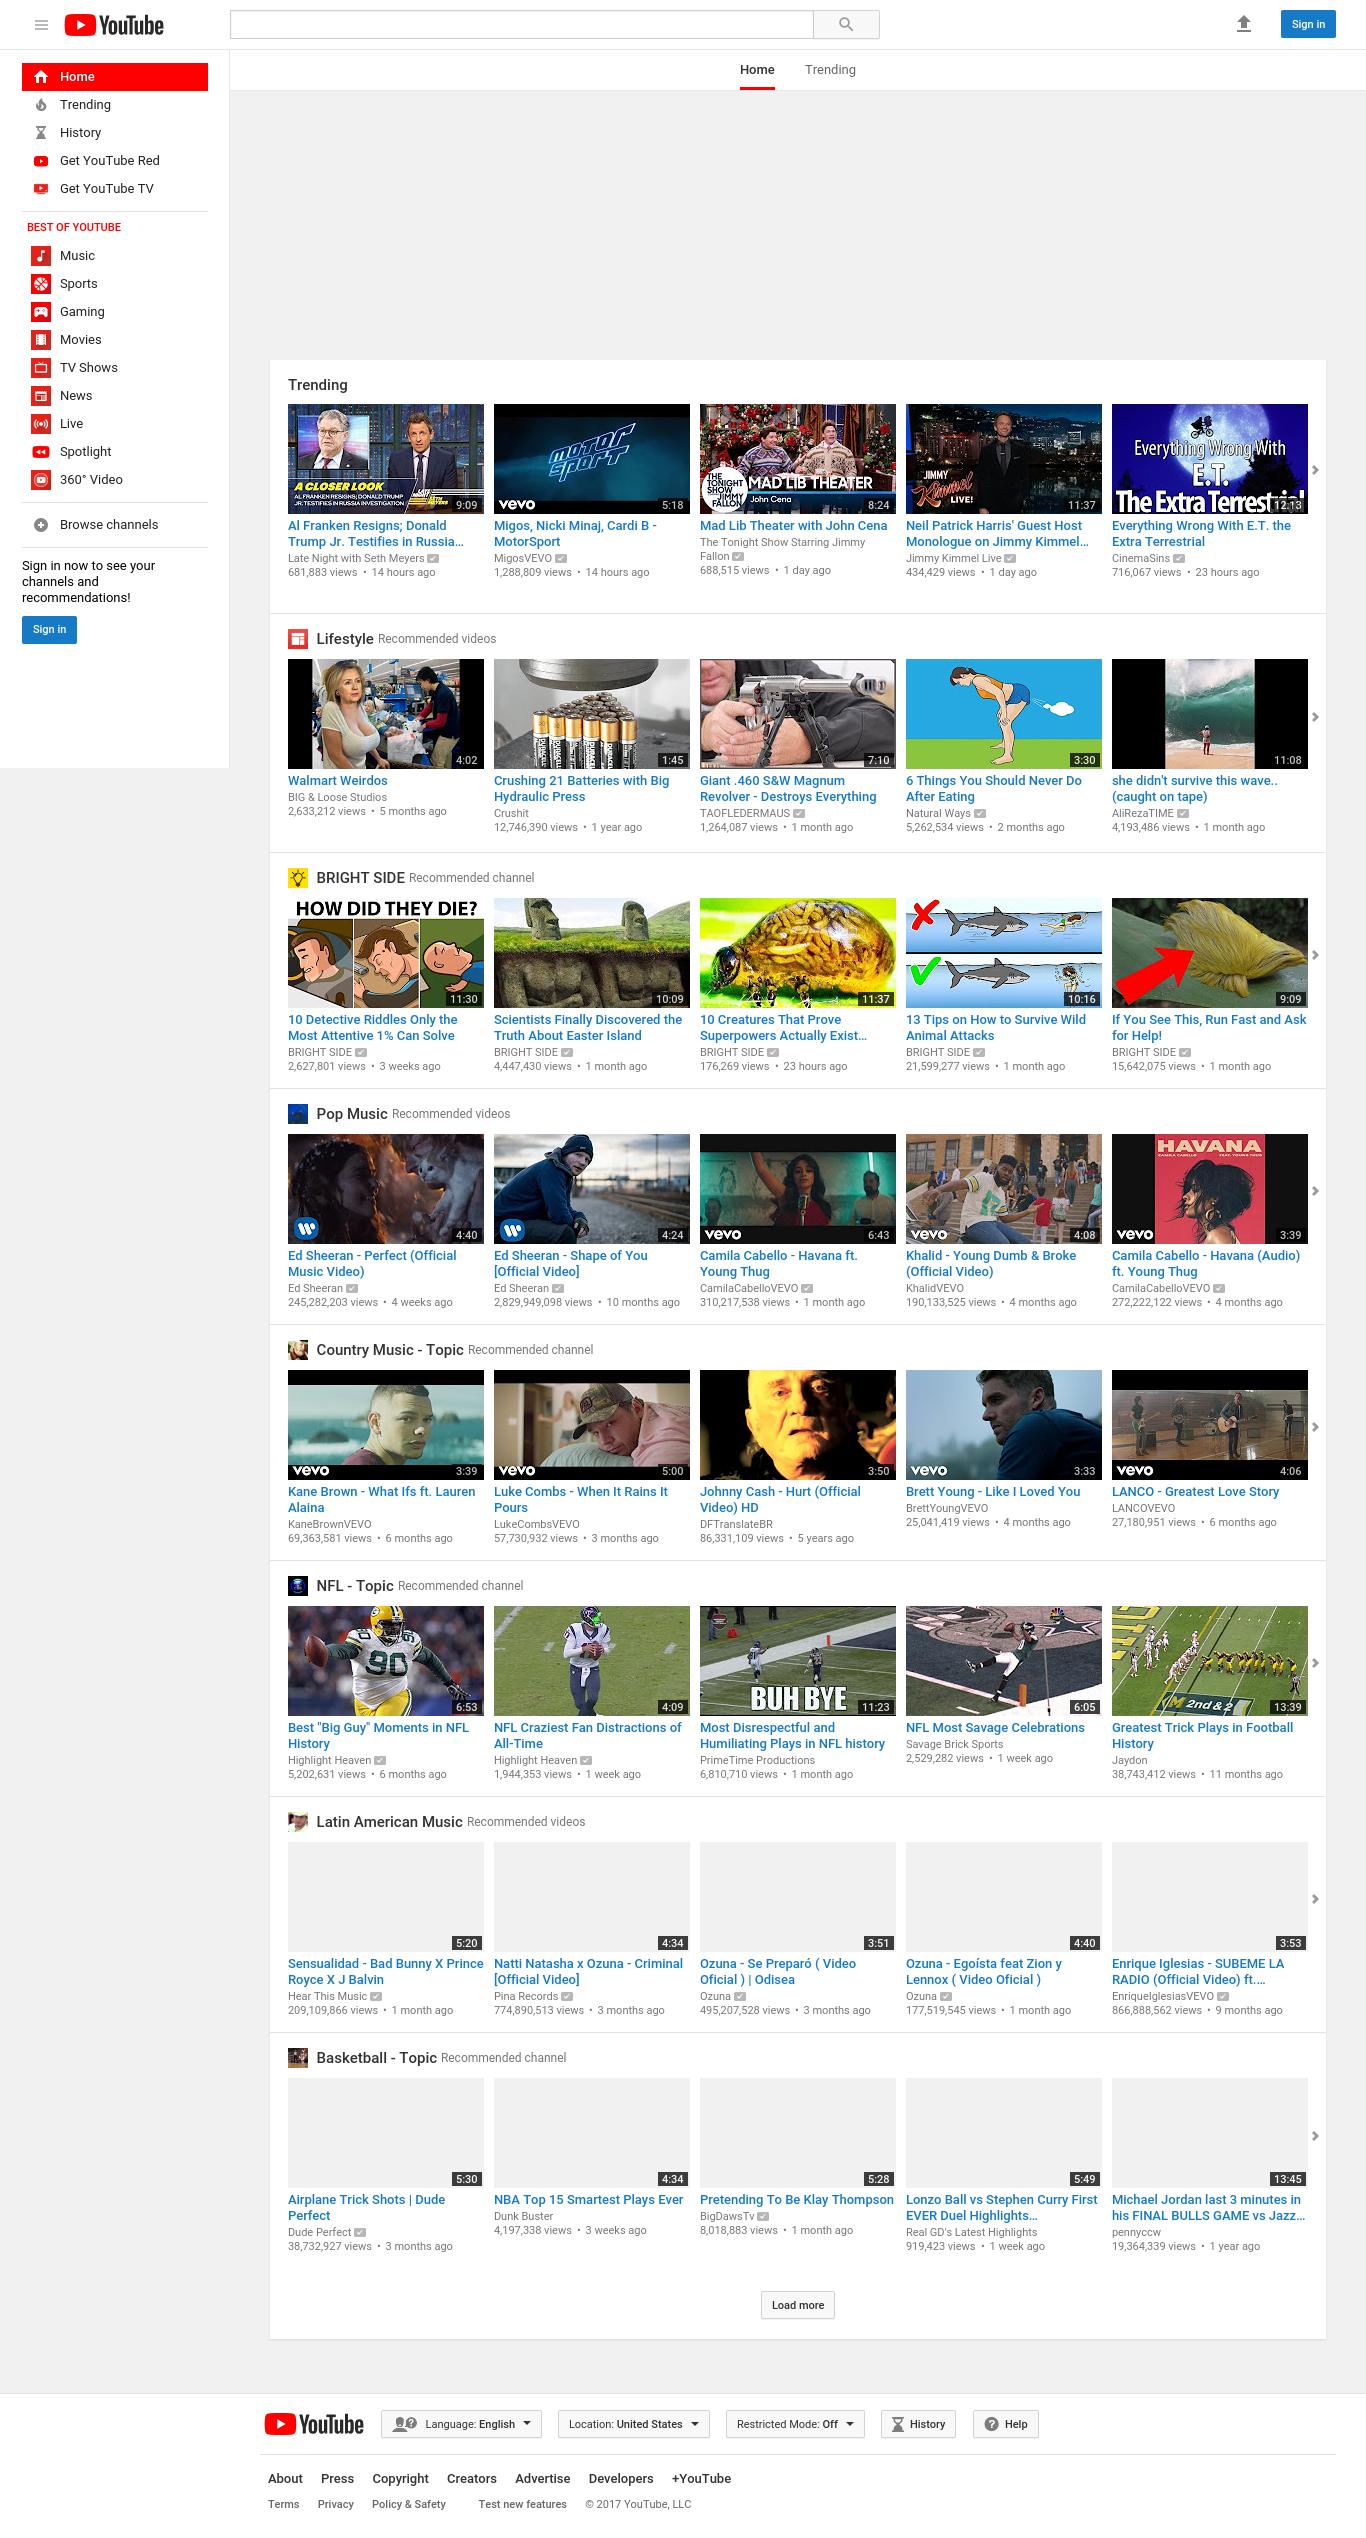 YouTube
Sign in
Home
Trending
Home
Trending
History
Get YouTube Red
Get YouTube TV
BEST OF YOUTUBE
Music
Sports
Gaming
Movies
TV Shows
News
Live
Spotlight
360° Video
Browse channels
Sign in now to see your
channels and
recommendations!
Sign in
Trending
A CLOSER LOOK
AL FRANKEN RESIGNS; DONALD TRUMP
JR. TESTIFIES IN RUSSIA INVESTIGATION
9:09
Al Franken Resigns; Donald
Trump Jr. Testifies in Russia...
Late Night with Seth Meyers
681,883 views • 14 hours ago
MOTOR
SPORT
vevo
5:18
Migos, Nicki Minaj, Cardi B -
MotorSport
MigosVEVO
1,288,809 views • 14 hours ago
THE
TONIGHT
SHOW
JIMMY
FALLON
MAD LIB THEATER
John Cena
8:24
Mad Lib Theater with John Cena
The Tonight Show Starring Jimmy
Fallon
688,515 views • 1 day ago
JIMMY
Kimmel
LIVE!
11:37
Neil Patrick Harris' Guest Host
Monologue on Jimmy Kimmel...
Jimmy Kimmel Live
434,429 views • 1 day ago
Everything Wrong With
E.T.
The Extra Terrestrial
12:13
Everything Wrong With E.T. the
Extra Terrestrial
CinemaSins
716,067 views • 23 hours ago
Lifestyle Recommended videos
4:02
Walmart Weirdos
BIG & Loose Studios
2,633,212 views • 5 months ago
1:45
Crushing 21 Batteries with Big
Hydraulic Press
Crushit
12,746,390 views • 1 year ago
7:10
Giant .460 S&W Magnum
Revolver - Destroys Everything
TAOFLEDERMAUS
1,264,087 views • 1 month ago
3:30
6 Things You Should Never Do
After Eating
Natural Ways
5,262,534 views • 2 months ago
11:08
she didn't survive this wave..
(caught on tape)
AliRezaTIME
4,193,486 views • 1 month ago
BRIGHT SIDE Recommended channel
HOW DID THEY DIE?
11:30
10 Detective Riddles Only the
Most Attentive 1% Can Solve
BRIGHT SIDE
2,627,801 views • 3 weeks ago
10:09
Scientists Finally Discovered the
Truth About Easter Island
BRIGHT SIDE
4,447,430 views • 1 month ago
11:37
10 Creatures That Prove
Superpowers Actually Exist...
BRIGHT SIDE
176,269 views • 23 hours ago
10:16
13 Tips on How to Survive Wild
Animal Attacks
BRIGHT SIDE
21,599,277 views • 1 month ago
9:09
If You See This, Run Fast and Ask
for Help!
BRIGHT SIDE
15,642,075 views • 1 month ago
Pop Music Recommended videos
4:40
Ed Sheeran - Perfect (Official
Music Video)
Ed Sheeran
245,282,203 views • 4 weeks ago
4:24
Ed Sheeran - Shape of You
[Official Video]
Ed Sheeran
2,829,949,098 views • 10 months ago
vevo
6:43
Camila Cabello - Havana ft.
Young Thug
CamilaCabelloVEVO
310,217,538 views • 1 month ago
vevo
4:08
Khalid - Young Dumb & Broke
(Official Video)
KhalidVEVO
190,133,525 views • 4 months ago
HAVANA
CAMILA CABELLO FEAT. YOUNG THUG
vevo
3:39
Camila Cabello - Havana (Audio)
ft. Young Thug
CamilaCabelloVEVO
272,222,122 views • 4 months ago
Country Music - Topic Recommended channel
vevo
3:39
Kane Brown - What Ifs ft. Lauren
Alaina
KaneBrownVEVO
69,363,581 views • 6 months ago
vevo
5:00
Luke Combs - When It Rains It
Pours
LukeCombsVEVO
57,730,932 views • 3 months ago
3:50
Johnny Cash - Hurt (Official
Video) HD
DFTranslateBR
86,331,109 views • 5 years ago
vevo
3:33
Brett Young - Like I Loved You
BrettYoungVEVO
25,041,419 views • 4 months ago
vevo
4:06
LANCO - Greatest Love Story
LANCOVEVO
27,180,951 views • 6 months ago
NFL - Topic Recommended channel
90
6:53
Best "Big Guy" Moments in NFL
History
Highlight Heaven
5,202,631 views • 6 months ago
4:09
NFL Craziest Fan Distractions of
All-Time
Highlight Heaven
1,944,353 views • 1 week ago
BUH BYE
11:23
Most Disrespectful and
Humiliating Plays in NFL history
PrimeTime Productions
6,810,710 views • 1 month ago
6:05
NFL Most Savage Celebrations
Savage Brick Sports
2,529,282 views • 1 week ago
M 2nd & 2
13:39
Greatest Trick Plays in Football
History
Jaydon
38,743,412 views • 11 months ago
Latin American Music Recommended videos
5:20
Sensualidad - Bad Bunny X Prince
Royce X J Balvin
Hear This Music
209,109,866 views • 1 month ago
4:34
Natti Natasha x Ozuna - Criminal
[Official Video]
Pina Records
774,890,513 views • 3 months ago
3:51
Ozuna - Se Preparó ( Video
Oficial ) | Odisea
Ozuna
495,207,528 views • 3 months ago
4:40
Ozuna - Egoísta feat Zion y
Lennox ( Video Oficial )
Ozuna
177,519,545 views • 1 month ago
3:53
Enrique Iglesias - SUBEME LA
RADIO (Official Video) ft....
EnriqueIglesiasVEVO
866,888,562 views • 9 months ago
Basketball - Topic Recommended channel
5:30
Airplane Trick Shots | Dude
Perfect
Dude Perfect
38,732,927 views • 3 months ago
4:34
NBA Top 15 Smartest Plays Ever
Dunk Buster
4,197,338 views • 3 weeks ago
5:28
Pretending To Be Klay Thompson
BigDawsTv
8,018,883 views • 1 month ago
5:49
Lonzo Ball vs Stephen Curry First
EVER Duel Highlights...
Real GD's Latest Highlights
919,423 views • 1 week ago
13:45
Michael Jordan last 3 minutes in
his FINAL BULLS GAME vs Jazz...
pennyccw
19,364,339 views • 1 year ago
Load more
YouTube
Language: English
Location: United States
Restricted Mode: Off
History
Help
About Press Copyright Creators Advertise Developers +YouTube
Terms Privacy Policy & Safety Test new features © 2017 YouTube, LLC